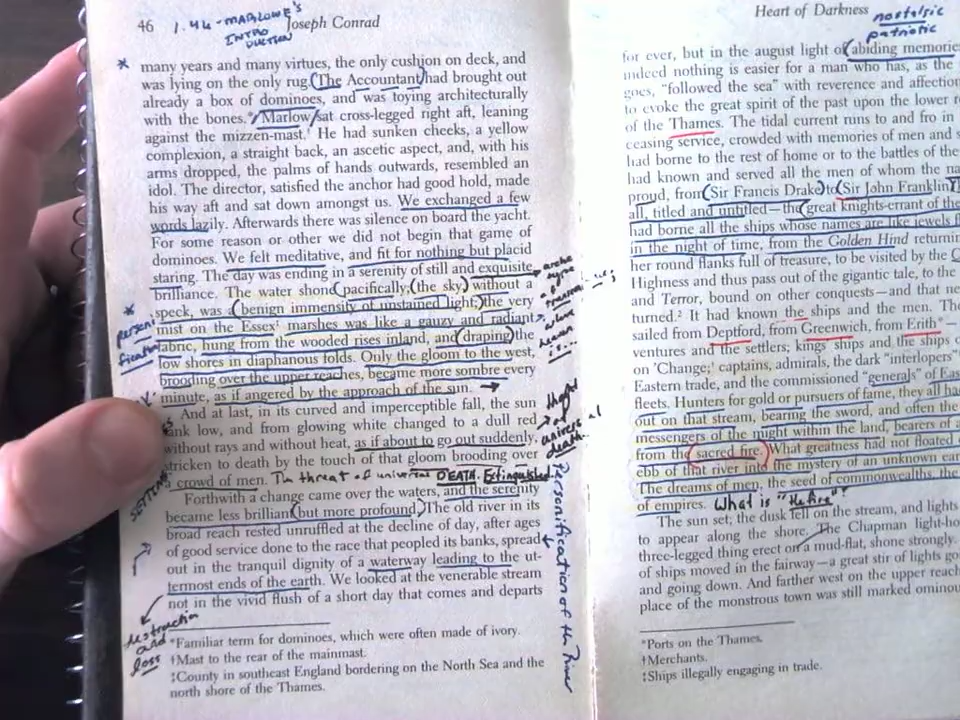 46 1.46 - MARLOWE'S
INTRO
DUCTION
Joseph Conrad
many years and many virtues, the only cushion on deck, and
was lying on the only rug. The Accountant had brought out
already a box of dominoes, and was toying architecturally
with the bones.* Marlow sat cross-legged right aft, leaning
against the mizzen-mast.† He had sunken cheeks, a yellow
complexion, a straight back, an ascetic aspect, and, with his
arms dropped, the palms of hands outwards, resembled an
idol. The director, satisfied the anchor had good hold, made
his way aft and sat down amongst us. We exchanged a few
words lazily. Afterwards there was silence on board the yacht.
For some reason or other we did not begin that game of
dominoes. We felt meditative, and fit for nothing but placid
staring. The day was ending in a serenity of still and exquisite
brilliance. The water shone pacifically, the sky, without a
speck, was a benign immensity of unstained light; the very
mist on the Essex‡ marshes was like a gauzy and radiant
fabric, hung from the wooded rises inland, and draping the
low shores in diaphanous folds. Only the gloom to the west,
brooding over the upper reaches, became more sombre every
minute, as if angered by the approach of the sun.
And at last, in its curved and imperceptible fall, the sun
sank low, and from glowing white changed to a dull red
without rays and without heat, as if about to go out suddenly,
stricken to death by the touch of that gloom brooding over
a crowd of men. The threat of universal DEATH. Extinguished
Forthwith a change came over the waters, and the serenity
became less brilliant but more profound. The old river in its
broad reach rested unruffled at the decline of day, after ages
of good service done to the race that peopled its banks, spread
out in the tranquil dignity of a waterway leading to the ut-
termost ends of the earth. We looked at the venerable stream
not in the vivid flush of a short day that comes and departs
personi
fication
threat
of
universal
death
Personification of the River
destruction
and
loss
*Familiar term for dominoes, which were often made of ivory.
†Mast to the rear of the mainmast.
‡County in southeast England bordering on the North Sea and the
north shore of the Thames.
Heart of Darkness nostalgic
patriotic
for ever, but in the august light of abiding memories
indeed nothing is easier for a man who has, as the
goes, "followed the sea" with reverence and affection
to evoke the great spirit of the past upon the lower
of the Thames. The tidal current runs to and fro in
ceasing service, crowded with memories of men and
had borne to the rest of home or to the battles of the
had known and served all the men of whom the
proud, from Sir Francis Drake to Sir John Franklin
all, titled and untitled—the great knights-errant of the
had borne all the ships whose names are like jewels
in the night of time, from the Golden Hind returning
her round flanks full of treasure, to be visited by the
Highness and thus pass out of the gigantic tale, to the
and Terror, bound on other conquests—and that
turned.² It had known the ships and the men. The
sailed from Deptford, from Greenwich, from Erith*—
ventures and the settlers; kings' ships and the ships
on 'Change; captains, admirals, the dark "interlopers"
Eastern trade, and the commissioned "generals" of
fleets. Hunters for gold or pursuers of fame, they all
out on that stream, bearing the sword, and often the
messengers of the might within the land, bearers of a
from the sacred fire. What greatness had not floated
ebb of that river into the mystery of an unknown
The dreams of men, the seed of commonwealths, the
of empires. What is "the fire"?
The sun set; the dusk fell on the stream, and lights
to appear along the shore. The Chapman light-
three-legged thing erect on a mud-flat, shone strongly.
of ships moved in the fairway—a great stir of lights
and going down. And farther west on the upper
place of the monstrous town was still marked
*Ports on the Thames.
†Merchants.
‡Ships illegally engaging in trade.